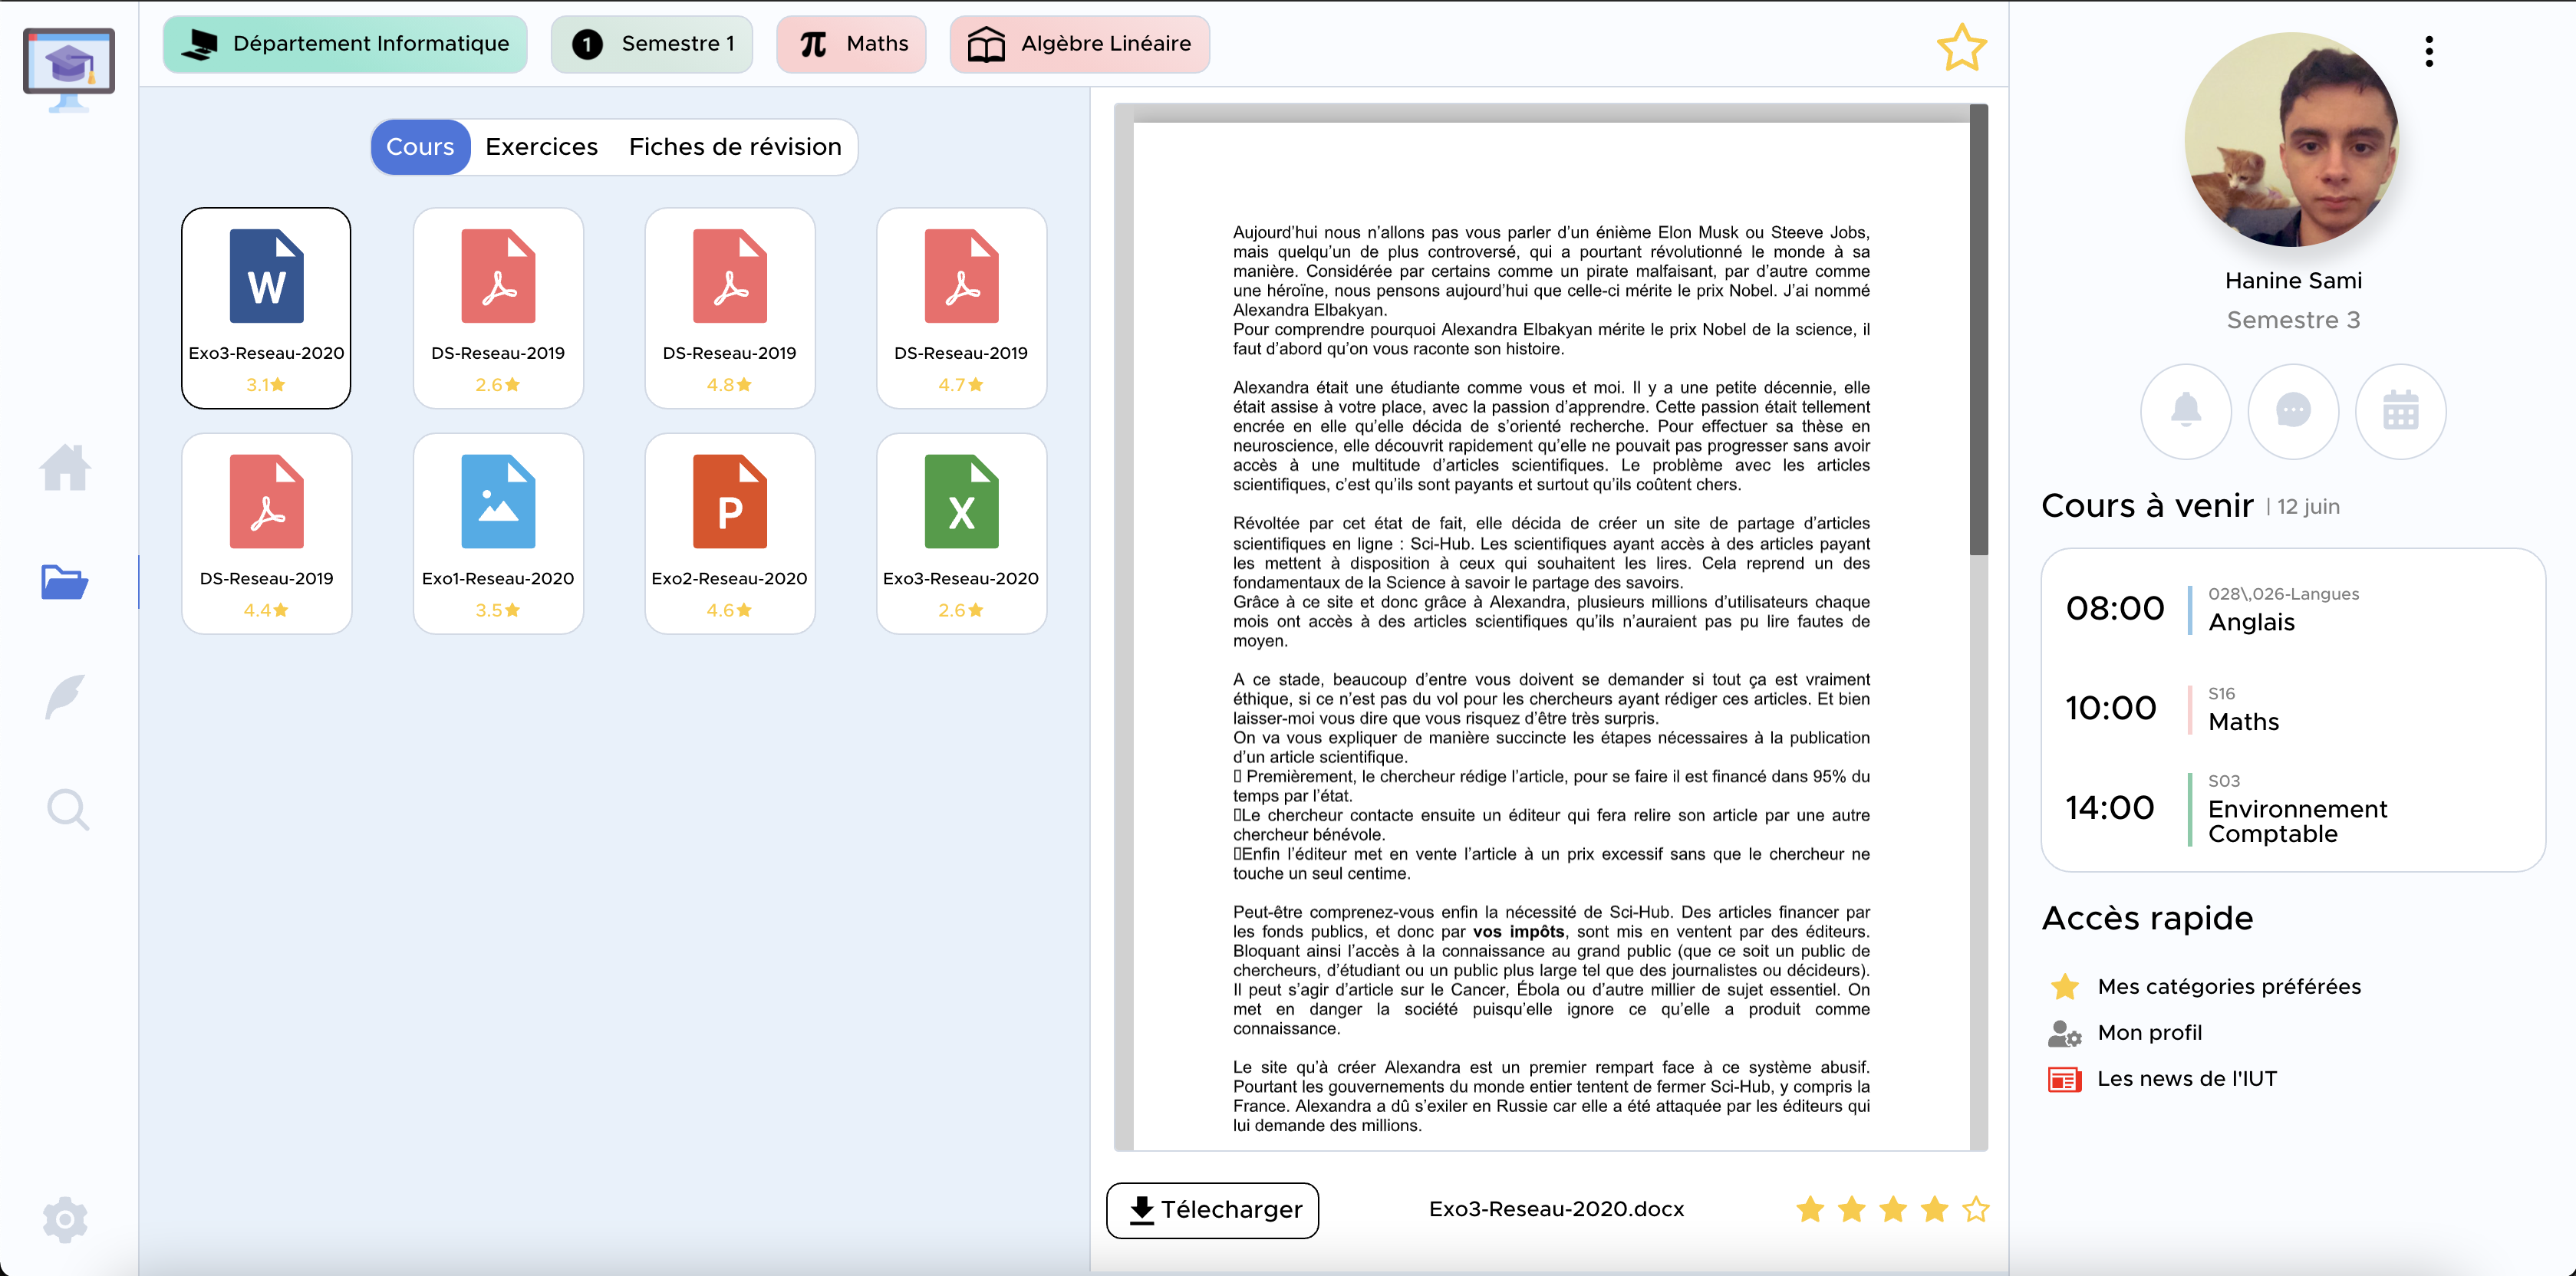 Département Informatique
1 Semestre 1
π Maths
Algèbre Linéaire
Cours Exercices Fiches de révision
W
Exo3-Reseau-2020
3.1
DS-Reseau-2019
2.6
DS-Reseau-2019
4.8
DS-Reseau-2019
4.7
DS-Reseau-2019
4.4
Exo1-Reseau-2020
3.5
P
Exo2-Reseau-2020
4.6
X
Exo3-Reseau-2020
2.6
Aujourd’hui nous n’allons pas vous parler d’un énième Elon Musk ou Steeve Jobs,
mais quelqu’un de plus controversé, qui a pourtant révolutionné le monde à sa
manière. Considérée par certains comme un pirate malfaisant, par d’autre comme
une héroïne, nous pensons aujourd’hui que celle-ci mérite le prix Nobel. J’ai nommé
Alexandra Elbakyan.
Pour comprendre pourquoi Alexandra Elbakyan mérite le prix Nobel de la science, il
faut d’abord qu’on vous raconte son histoire.
Alexandra était une étudiante comme vous et moi. Il y a une petite décennie, elle
était assise à votre place, avec la passion d’apprendre. Cette passion était tellement
encrée en elle qu’elle décida de s’orienté recherche. Pour effectuer sa thèse en
neuroscience, elle découvrit rapidement qu’elle ne pouvait pas progresser sans avoir
accès à une multitude d’articles scientifiques. Le problème avec les articles
scientifiques, c’est qu’ils sont payants et surtout qu’ils coûtent chers.
Révoltée par cet état de fait, elle décida de créer un site de partage d’articles
scientifiques en ligne : Sci-Hub. Les scientifiques ayant accès à des articles payant
les mettent à disposition à ceux qui souhaitent les lires. Cela reprend un des
fondamentaux de la Science à savoir le partage des savoirs.
Grâce à ce site et donc grâce à Alexandra, plusieurs millions d’utilisateurs chaque
mois ont accès à des articles scientifiques qu’ils n’auraient pas pu lire fautes de
moyen.
A ce stade, beaucoup d’entre vous doivent se demander si tout ça est vraiment
éthique, si ce n’est pas du vol pour les chercheurs ayant rédiger ces articles. Et bien
laisser-moi vous dire que vous risquez d’être très surpris.
On va vous expliquer de manière succincte les étapes nécessaires à la publication
d’un article scientifique.
Premièrement, le chercheur rédige l’article, pour se faire il est financé dans 95% du
temps par l’état.
Le chercheur contacte ensuite un éditeur qui fera relire son article par une autre
chercheur bénévole.
Enfin l’éditeur met en vente l’article à un prix excessif sans que le chercheur ne
touche un seul centime.
Peut-être comprenez-vous enfin la nécessité de Sci-Hub. Des articles financer par
les fonds publics, et donc par vos impôts, sont mis en ventent par des éditeurs.
Bloquant ainsi l’accès à la connaissance au grand public (que ce soit un public de
chercheurs, d’étudiant ou un public plus large tel que des journalistes ou décideurs).
Il peut s’agir d’article sur le Cancer, Ébola ou d’autre millier de sujet essentiel. On
met en danger la société puisqu’elle ignore ce qu’elle a produit comme
connaissance.
Le site qu’à créer Alexandra est un premier rempart face à ce système abusif.
Pourtant les gouvernements du monde entier tentent de fermer Sci-Hub, y compris la
France. Alexandra a dû s’exiler en Russie car elle a été attaquée par les éditeurs qui
lui demande des millions.
Télecharger
Exo3-Reseau-2020.docx
Hanine Sami
Semestre 3
Cours à venir | 12 juin
08:00
028\,026-Langues
Anglais
10:00
S16
Maths
14:00
S03
Environnement
Comptable
Accès rapide
Mes catégories préférées
Mon profil
Les news de l'IUT